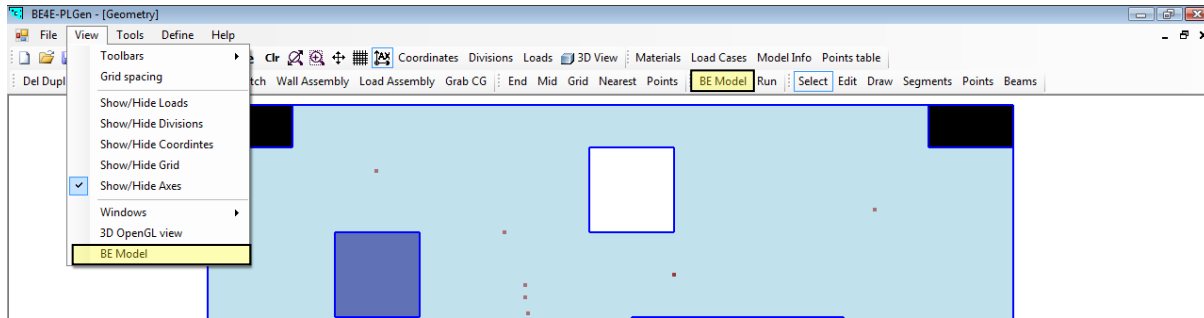 BE4E-PLGen - [Geometry]
File View Tools Define Help
Clr Coordinates Divisions Loads 3D View Materials Load Cases Model Info Points table
Del Wall Assembly Load Assembly Grab CG End Mid Grid Nearest Points BE Model Run Select Edit Draw Segments Points Beams
Toolbars
Grid spacing
Show/Hide Loads
Show/Hide Divisions
Show/Hide Coordintes
Show/Hide Grid
Show/Hide Axes
Windows
3D OpenGL view
BE Model